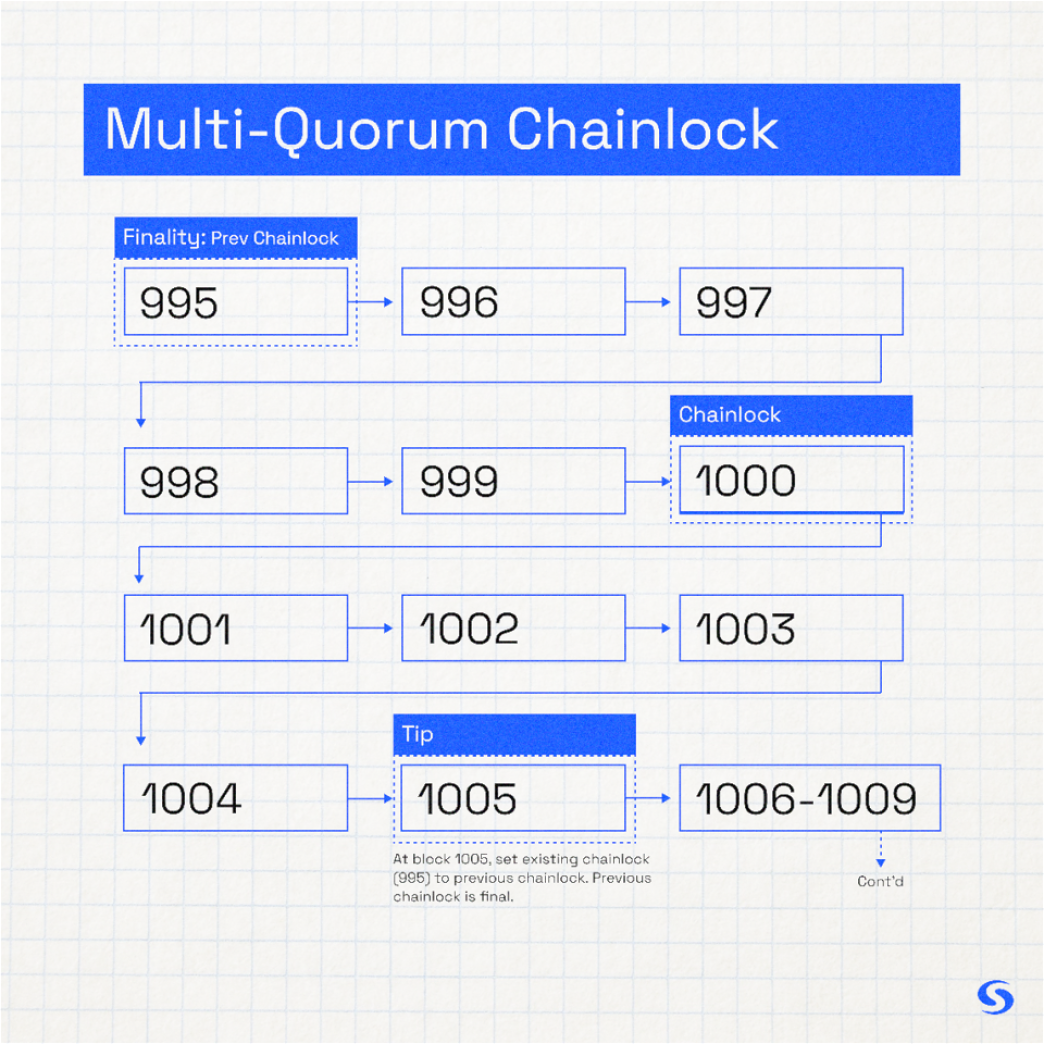 Multi-Quorum Chainlock
Finality: Prev Chainlock
995
996
997
Chainlock
998
999
1000
1001
1002
1003
Tip
1004
1005
1006-1009
At block 1005, set existing chainlock
(995) to previous chainlock. Previous
chainlock is final.
Cont'd